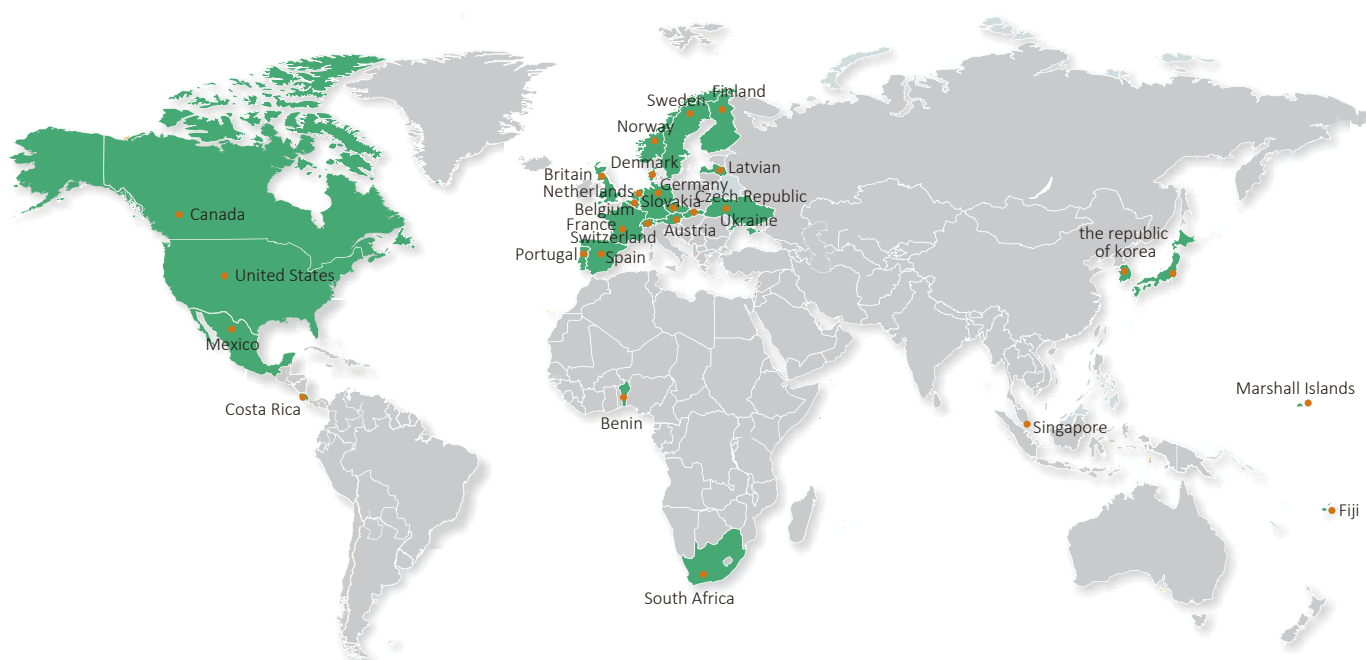 Finland
Sweden
Norway
Denmark
Latvian
Britain
Germany
Netherlands
Slovakia
Czech Republic
Belgium
Ukraine
France
Austria
Switzerland
Portugal
Spain
Canada
the republic
of korea
United States
Mexico
Marshall Islands
Costa Rica
Benin
Singapore
Fiji
South Africa